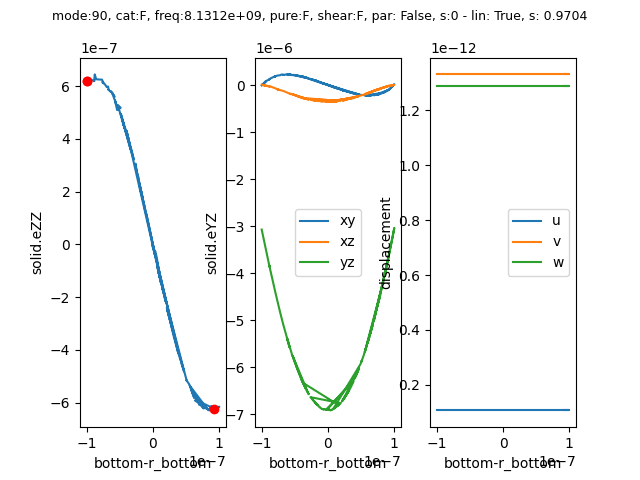 mode:90, cat:F, freq:8.1312e+09, pure:F, shear:F, par: False, s:0 - lin: True, s: 0.9704
1e−7
6
4
2
0
−2
−4
−6
solid.eZZ
−1
0
1
1e−7
bottom-r_bottom
1e−6
0
−1
−2
−3
−4
−5
−6
−7
solid.eYZ
xy
xz
yz
−1
0
1
1e−7
bottom-r_bottom
1e−12
1.2
1.0
0.8
0.6
0.4
0.2
displacement
u
v
w
−1
0
1
1e−7
bottom-r_bottom